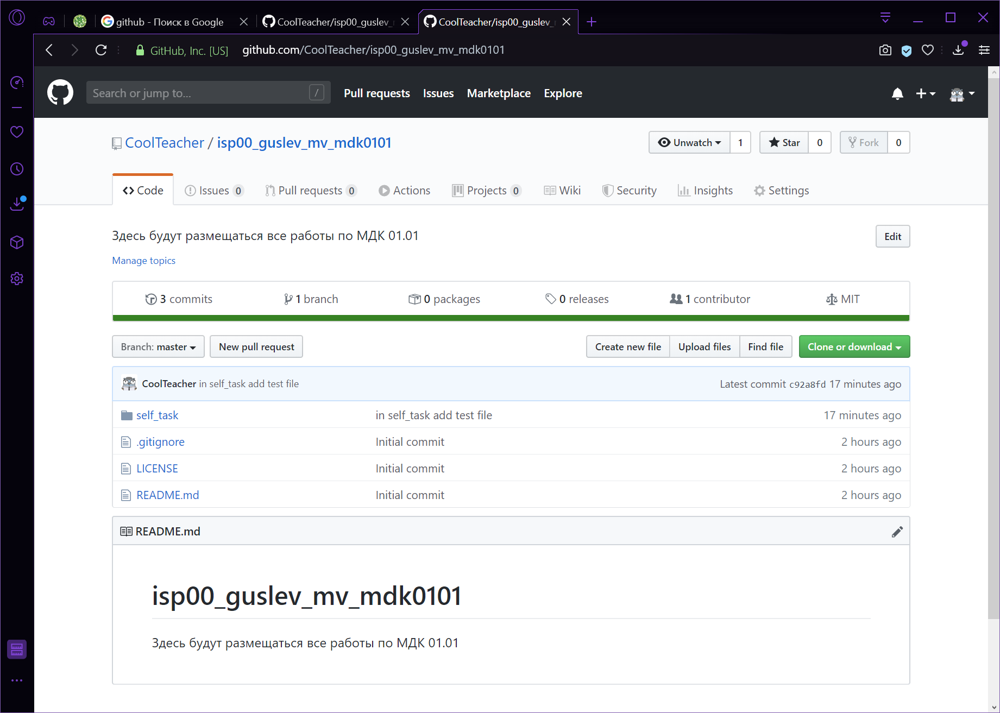 github - Поиск в Google
CoolTeacher/isp00_guslev_
CoolTeacher/isp00_guslev_
GitHub, Inc. [US] github.com/CoolTeacher/isp00_guslev_mv_mdk0101
Search or jump to... / Pull requests Issues Marketplace Explore
CoolTeacher / isp00_guslev_mv_mdk0101 Unwatch 1 Star 0 Fork 0
Code Issues 0 Pull requests 0 Actions Projects 0 Wiki Security Insights Settings
Здесь будут размещаться все работы по МДК 01.01 Edit
Manage topics
3 commits 1 branch 0 packages 0 releases 1 contributor MIT
Branch: master New pull request Create new file Upload files Find file Clone or download
CoolTeacher in self_task add test file Latest commit c92a8fd 17 minutes ago
self_task in self_task add test file 17 minutes ago
.gitignore Initial commit 2 hours ago
LICENSE Initial commit 2 hours ago
README.md Initial commit 2 hours ago
README.md
isp00_guslev_mv_mdk0101
Здесь будут размещаться все работы по МДК 01.01